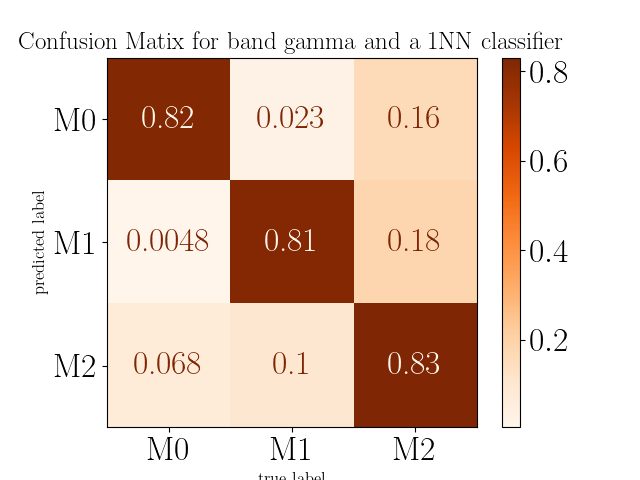 Confusion Matix for band gamma and a 1NN classifier
M0 0.82 0.023 0.16
M1 0.0048 0.81 0.18
M2 0.068 0.1 0.83
M0 M1 M2
predicted label
true label
0.8
0.6
0.4
0.2